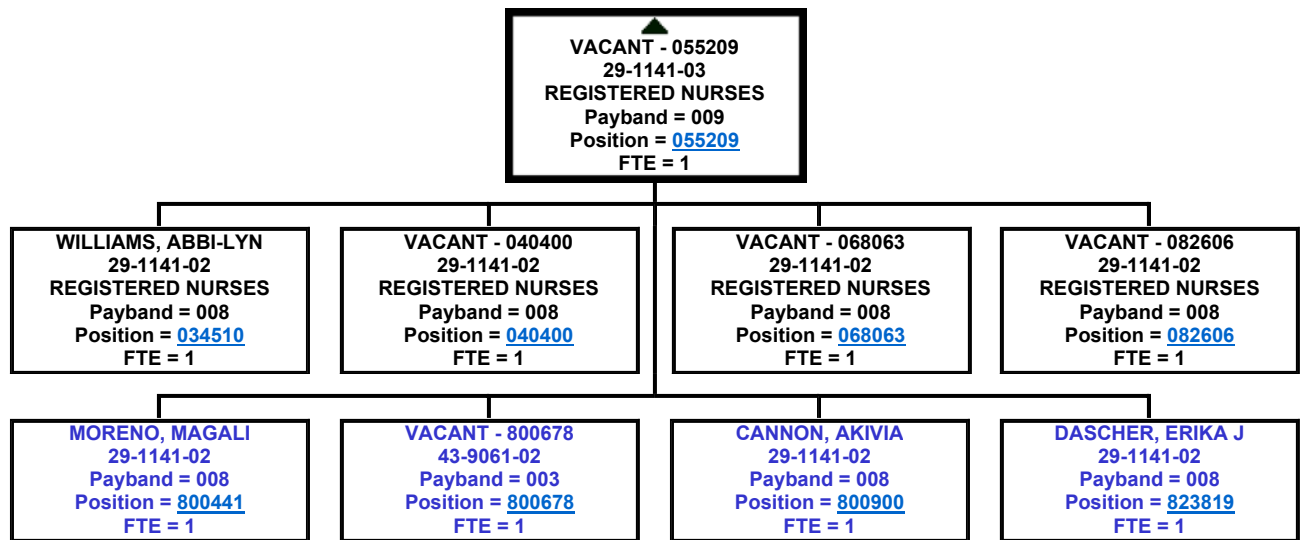 VACANT - 055209
29-1141-03
REGISTERED NURSES
Payband = 009
Position = 055209
FTE = 1
WILLIAMS, ABBI-LYN
29-1141-02
REGISTERED NURSES
Payband = 008
Position = 034510
FTE = 1
VACANT - 040400
29-1141-02
REGISTERED NURSES
Payband = 008
Position = 040400
FTE = 1
VACANT - 068063
29-1141-02
REGISTERED NURSES
Payband = 008
Position = 068063
FTE = 1
VACANT - 082606
29-1141-02
REGISTERED NURSES
Payband = 008
Position = 082606
FTE = 1
MORENO, MAGALI
29-1141-02
Payband = 008
Position = 800441
FTE = 1
VACANT - 800678
43-9061-02
Payband = 003
Position = 800678
FTE = 1
CANNON, AKIVIA
29-1141-02
Payband = 008
Position = 800900
FTE = 1
DASCHER, ERIKA J
29-1141-02
Payband = 008
Position = 823819
FTE = 1